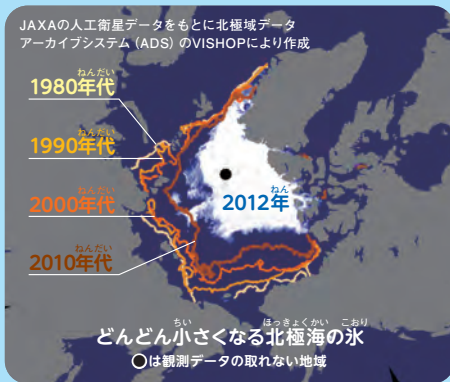 JAXAの人工衛星データをもとに北極域データ
アーカイブシステム（ADS）のVISHOPにより作成
ねんだい
1980年代
ねんだい
1990年代
ねんだい
2000年代
ねん
2012年
ねんだい
2010年代
ちい ほっきょくかい こおり
どんどん小さくなる北極海の氷
○は観測データの取れない地域